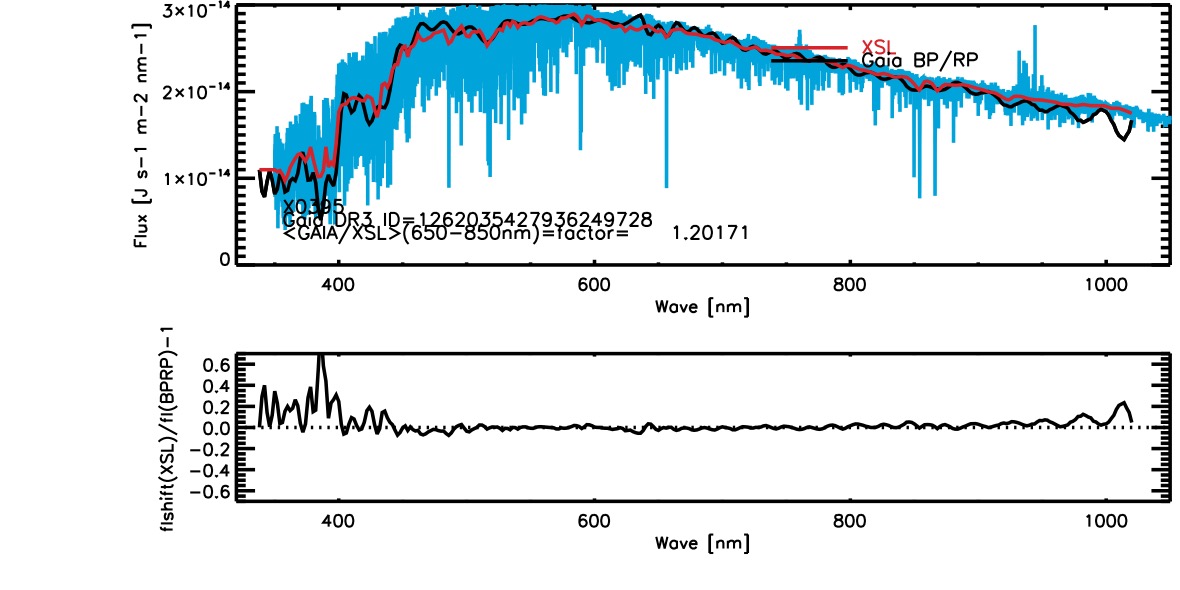 3×10−14
2×10−14
1×10−14
0
Flux [J s−1 m−2 nm−1]
XSL
Gaia BP/RP
X0395
Gaia DR3 ID=1262035427936249728
<GAIA/XSL>(650−850nm)=factor= 1.20171
400 600 800 1000
Wave [nm]
flshift(XSL)/fl(BPRP)−1
0.6
0.4
0.2
0.0
−0.2
−0.4
−0.6
400 600 800 1000
Wave [nm]